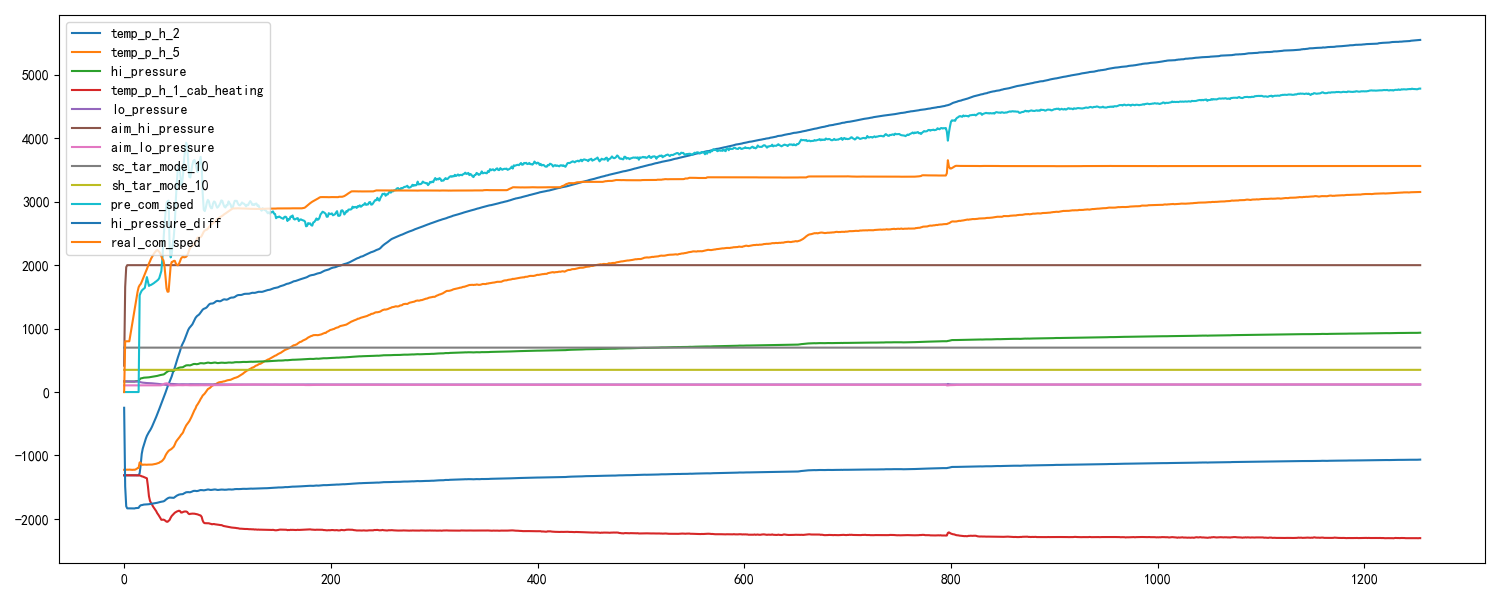 temp_p_h_2
temp_p_h_5
hi_pressure
temp_p_h_1_cab_heating
lo_pressure
aim_hi_pressure
aim_lo_pressure
sc_tar_mode_10
sh_tar_mode_10
pre_com_sped
hi_pressure_diff
real_com_sped
5000
4000
3000
2000
1000
0
−1000
−2000
0 200 400 600 800 1000 1200